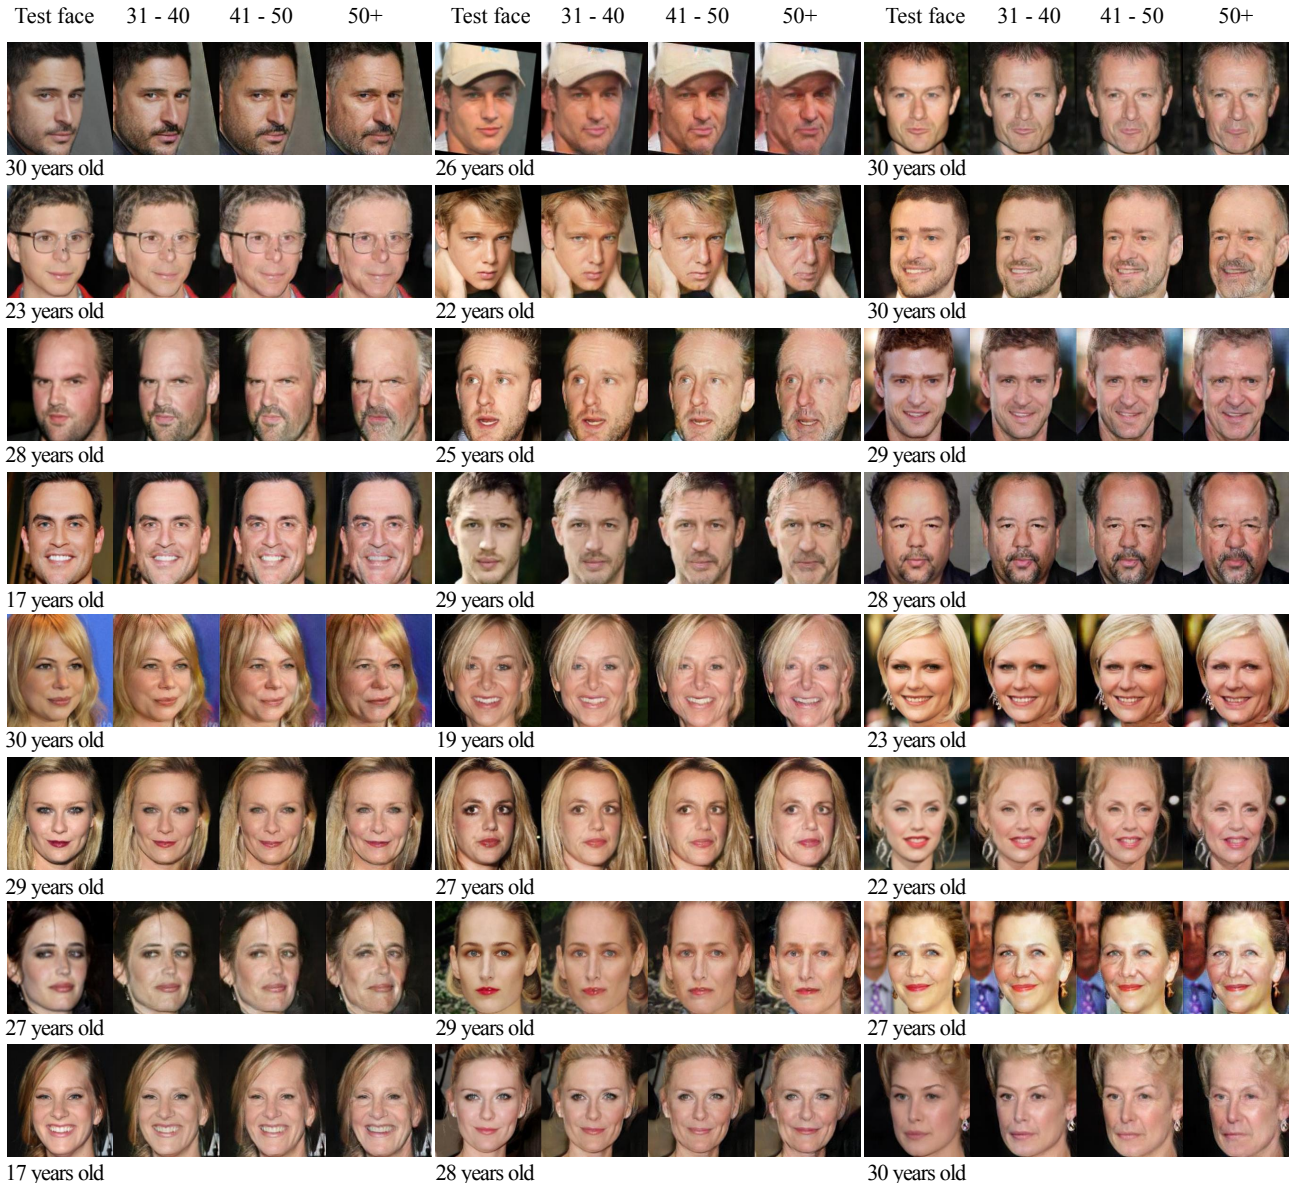 Test face 31 - 40 41 - 50 50+ Test face 31 - 40 41 - 50 50+ Test face 31 - 40 41 - 50 50+
30 years old 26 years old 30 years old
23 years old 22 years old 30 years old
28 years old 25 years old 29 years old
17 years old 29 years old 28 years old
30 years old 19 years old 23 years old
29 years old 27 years old 22 years old
27 years old 29 years old 27 years old
17 years old 28 years old 30 years old